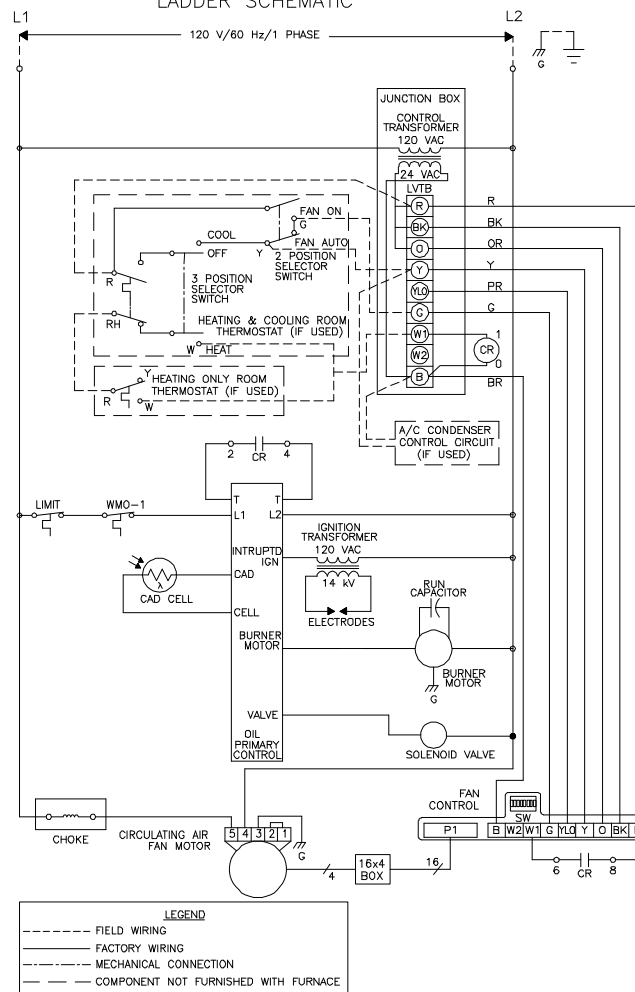 LADDER SCHEMATIC
L1
L2
120 V/60 Hz/1 PHASE
G
JUNCTION BOX
CONTROL
TRANSFORMER
120 VAC
24 VAC
LVTB
R
R
BK
BK
O
OR
Y
Y
YLO
PR
G
G
W1
1
CR
W2
0
B
BR
FAN ON
G
COOL
OFF
Y
FAN AUTO
2 POSITION
SELECTOR
SWITCH
R
3 POSITION
SELECTOR
SWITCH
RH
HEATING & COOLING ROOM
THERMOSTAT (IF USED)
W
HEAT
Y
HEATING ONLY ROOM
THERMOSTAT (IF USED)
R
W
A/C CONDENSER
CONTROL CIRCUIT
(IF USED)
2
CR
4
T
T
LIMIT
WMO-1
L1
L2
IGNITION
TRANSFORMER
120 VAC
INTRUPTD
IGN
14 kV
CAD
λ
CAD CELL
CELL
ELECTRODES
RUN
CAPACITOR
BURNER
MOTOR
BURNER
MOTOR
G
VALVE
OIL
PRIMARY
CONTROL
SOLENOID VALVE
CHOKE
CIRCULATING AIR
FAN MOTOR
5 4 3 2 1
G
4
16x4
BOX
16
FAN
CONTROL
SW
P1
B W2 W1 G YLO Y O BK
6
CR
8
LEGEND
FIELD WIRING
FACTORY WIRING
MECHANICAL CONNECTION
COMPONENT NOT FURNISHED WITH FURNACE